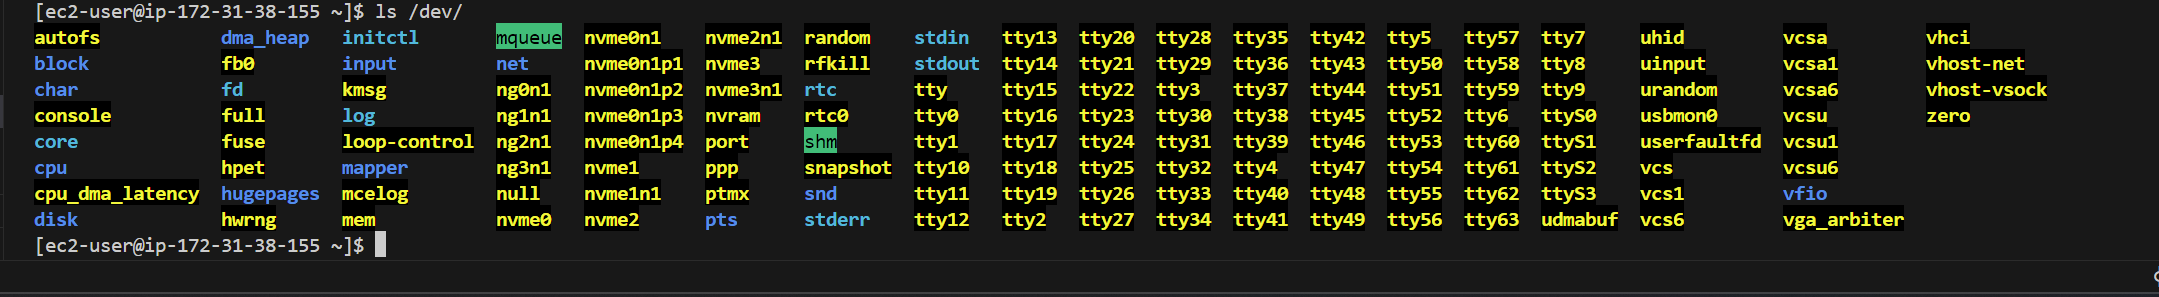 [ec2-user@ip-172-31-38-155 ~]$ ls /dev/
autofs dma_heap initctl mqueue nvme0n1 nvme2n1 random stdin tty13 tty20 tty28 tty35 tty42 tty5 tty57 tty7 uhid vcsa vhci
block fb0 input net nvme0n1p1 nvme3 rfkill stdout tty14 tty21 tty29 tty36 tty43 tty50 tty58 tty8 uinput vcsa1 vhost-net
char fd kmsg ng0n1 nvme0n1p2 nvme3n1 rtc tty tty15 tty22 tty3 tty37 tty44 tty51 tty59 tty9 urandom vcsa6 vhost-vsock
console full log ng1n1 nvme0n1p3 nvram rtc0 tty0 tty16 tty23 tty30 tty38 tty45 tty52 tty6 ttyS0 usbmon0 vcsu zero
core fuse loop-control ng2n1 nvme0n1p4 port shm tty1 tty17 tty24 tty31 tty39 tty46 tty53 tty60 ttyS1 userfaultfd vcsu1
cpu hpet mapper ng3n1 nvme1 ppp snapshot tty10 tty18 tty25 tty32 tty4 tty47 tty54 tty61 ttyS2 vcs vcsu6
cpu_dma_latency hugepages mcelog null nvme1n1 ptmx snd tty11 tty19 tty26 tty33 tty40 tty48 tty55 tty62 ttyS3 vcs1 vfio
disk hwrng mem nvme0 nvme2 pts stderr tty12 tty2 tty27 tty34 tty41 tty49 tty56 tty63 udmabuf vcs6 vga_arbiter
[ec2-user@ip-172-31-38-155 ~]$